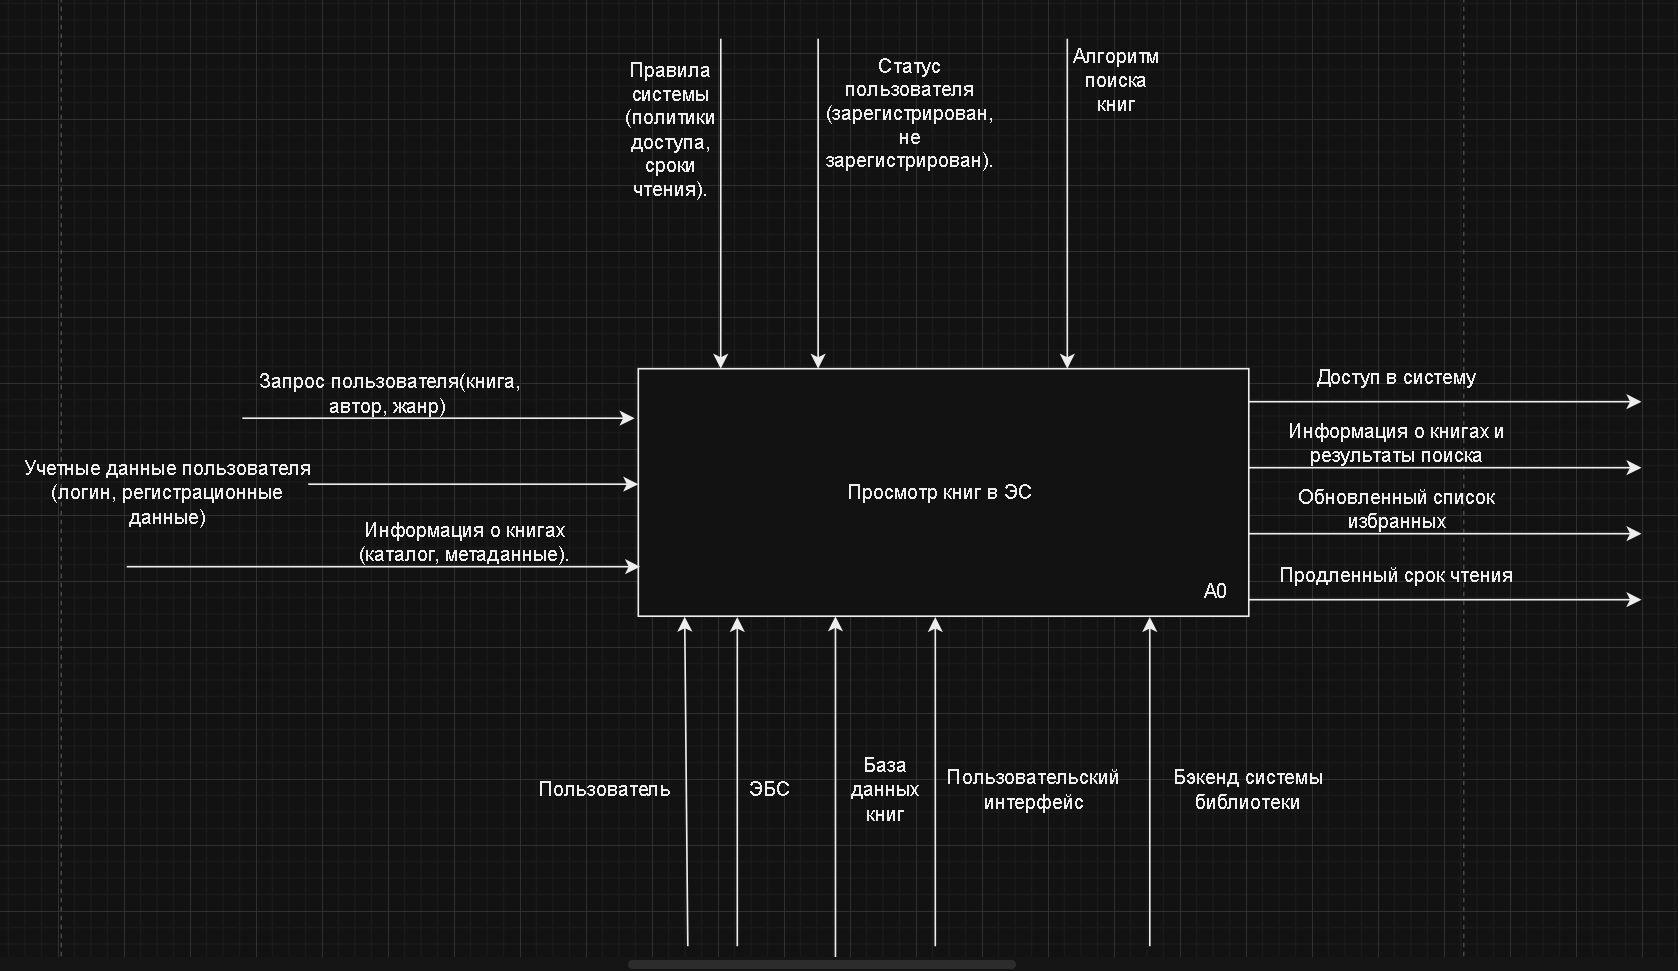 Правила
системы
(политики
доступа,
сроки
чтения).
Статус
пользователя
(зарегистрирован,
не
зарегистрирован).
Алгоритм
поиска
книг
Запрос пользователя(книга,
автор, жанр)
Учетные данные пользователя
(логин, регистрационные
данные)
Информация о книгах
(каталог, метаданные).
Просмотр книг в ЭС
А0
Доступ в систему
Информация о книгах и
результаты поиска
Обновленный список
избранных
Продленный срок чтения
Пользователь
ЭБС
База
данных
книг
Пользовательский
интерфейс
Бэкенд системы
библиотеки